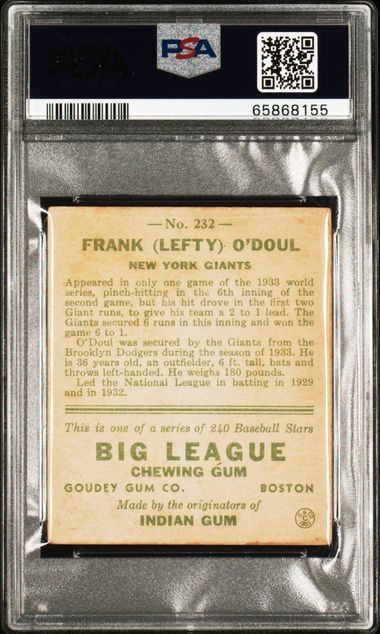 PSA
PSA
65868155
— No. 232 —
FRANK (LEFTY) O'DOUL
NEW YORK GIANTS
Appeared in only one game of the 1933 world
series, pinch-hitting in the 6th inning of the
second game, but his hit drove in the first two
Giant runs, to give his team a 2 to 1 lead. The
Giants secured 6 runs in this inning and won the
game 6 to 1.
O'Doul was secured by the Giants from the
Brooklyn Dodgers during the season of 1933. He
is 36 years old, an outfielder, 6 ft. tall, bats and
throws left-handed. He weighs 180 pounds.
Led the National League in batting in 1929
and in 1932.
This is one of a series of 240 Baseball Stars
BIG LEAGUE
CHEWING GUM
GOUDEY GUM CO. BOSTON
Made by the originators of
INDIAN GUM